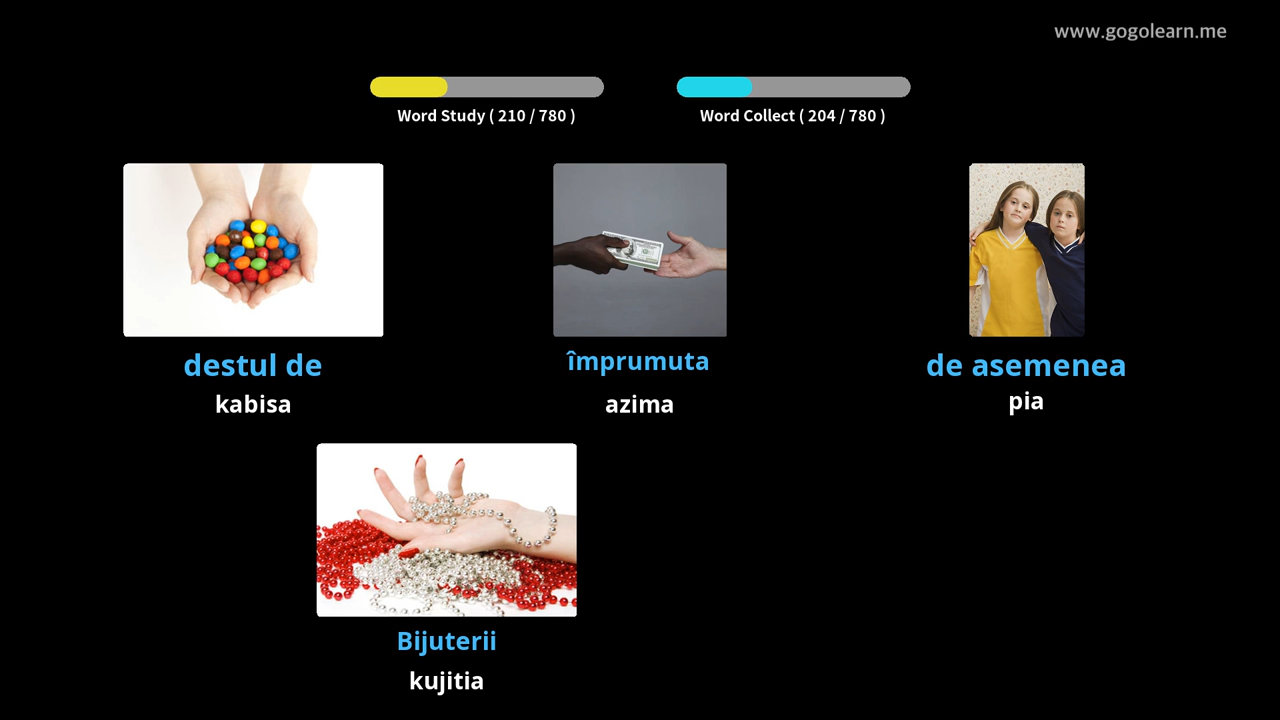 www.gogolearn.me
Word Study ( 210 / 780 )
Word Collect ( 204 / 780 )
destul de
kabisa
împrumuta
azima
de asemenea
pia
Bijuterii
kujitia